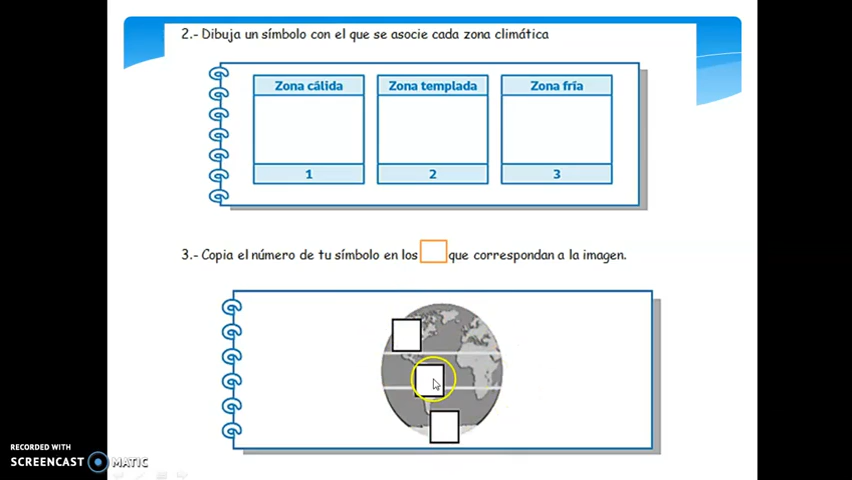 2.- Dibuja un símbolo con el que se asocie cada zona climática
Zona cálida
Zona templada
Zona fría
1
2
3
3.- Copia el número de tu símbolo en los que correspondan a la imagen.
RECORDED WITH
SCREENCAST MATIC